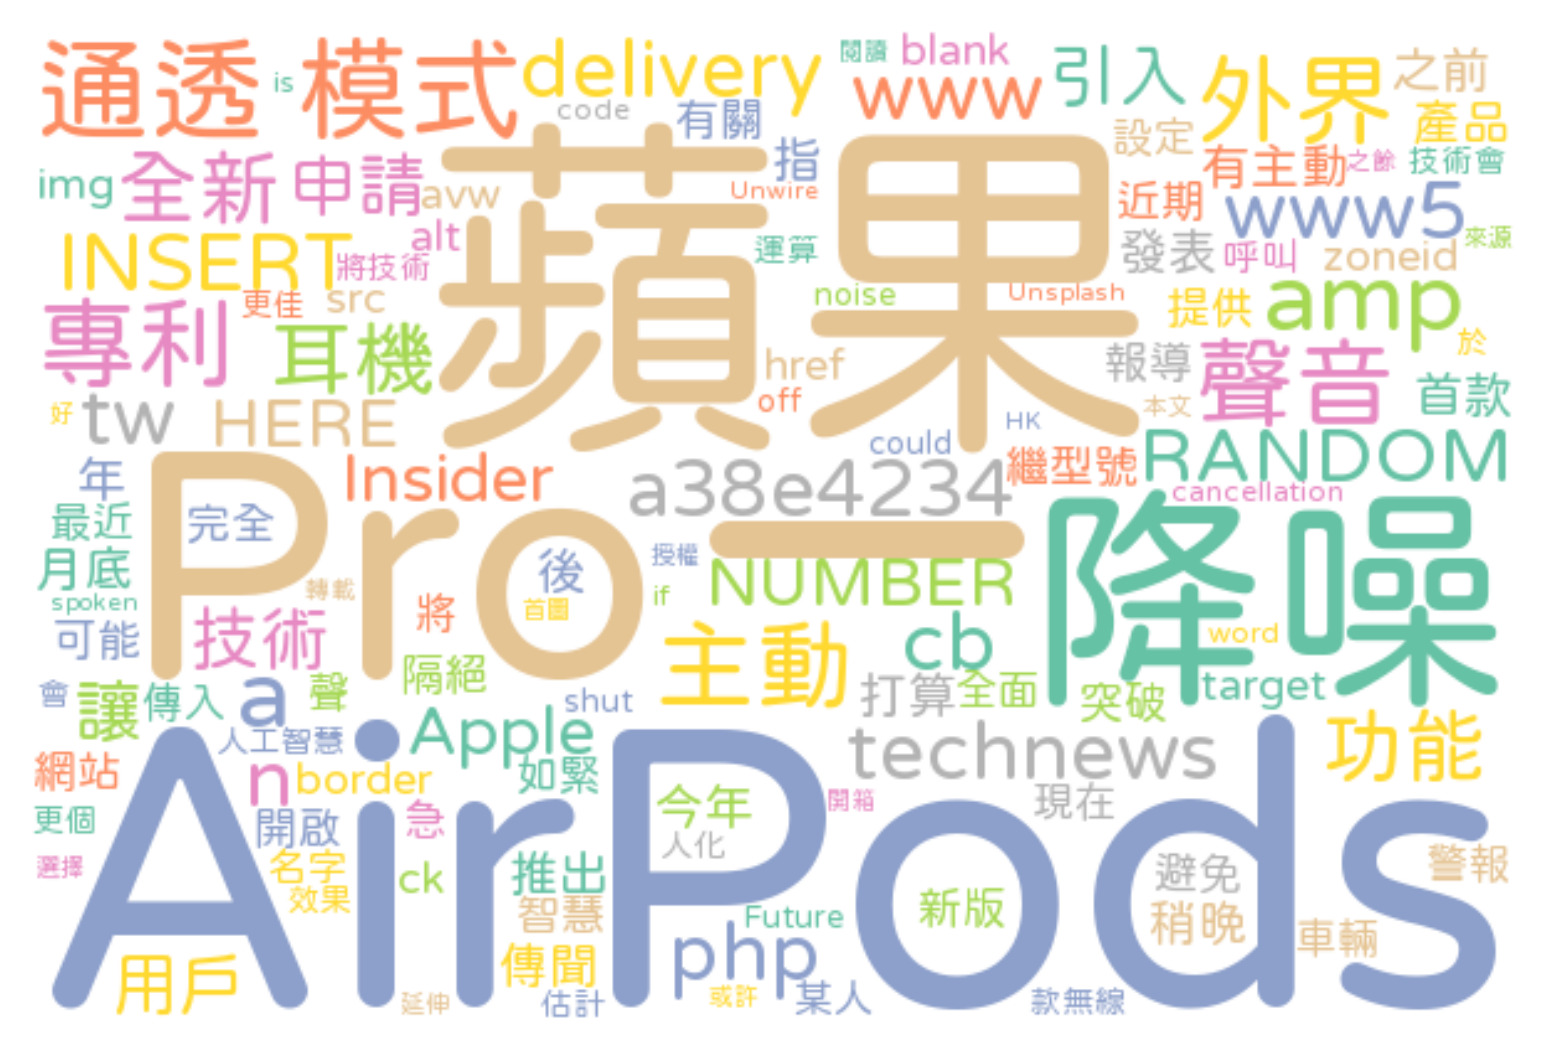 通透 is 模式 delivery 閱讀 blank www 引入 外界 之前
code 有關 設定 產品
img 全新 申請 avw 蘋果 指 Unwire 近期 有主動 之餘 技術會
www5
INSERT 將技術 alt 運算 發表 呼叫 zoneid 來源
專利 更佳 src noise Unsplash 提供 amp 於
耳機 href 報導 聲音 首款
好 tw HERE off HK 本文
could 繼型號 RANDOM
年 Pro Insider a38e4234 一 cancellation 降噪
最近 完全
月底 轉載 後 授權 NUMBER
spoken 首圖 if
可能 技術 將 主動 cb word
會 讓 傳入 a 聲 隔絕 shut 打算 全面 突破 target
人工智慧 Apple technews 功能
網站 n border 如緊
AirPods
更個 開啟 急 今年 開箱 現在
選擇 名字 ck 推出 人化 避免 警報
效果 智慧 Future 新版 稍晚 車輛
用戶 傳聞 php
延伸 估計 或許 某人 款無線